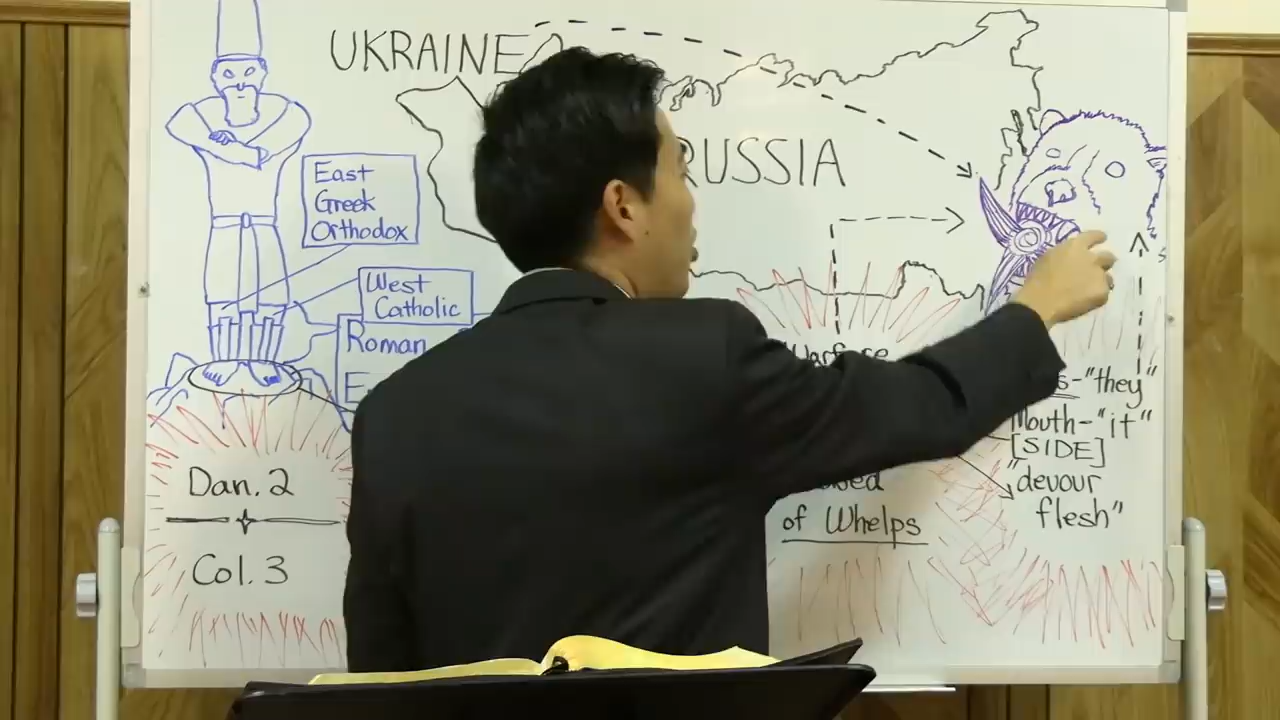 UKRAINE
RUSSIA
East
Greek
Orthodox
West
Catholic
Roman
Dan. 2
Col. 3
Warfare
of Whelps
"they"
Mouth-"it"
[SIDE]
"devour
flesh"